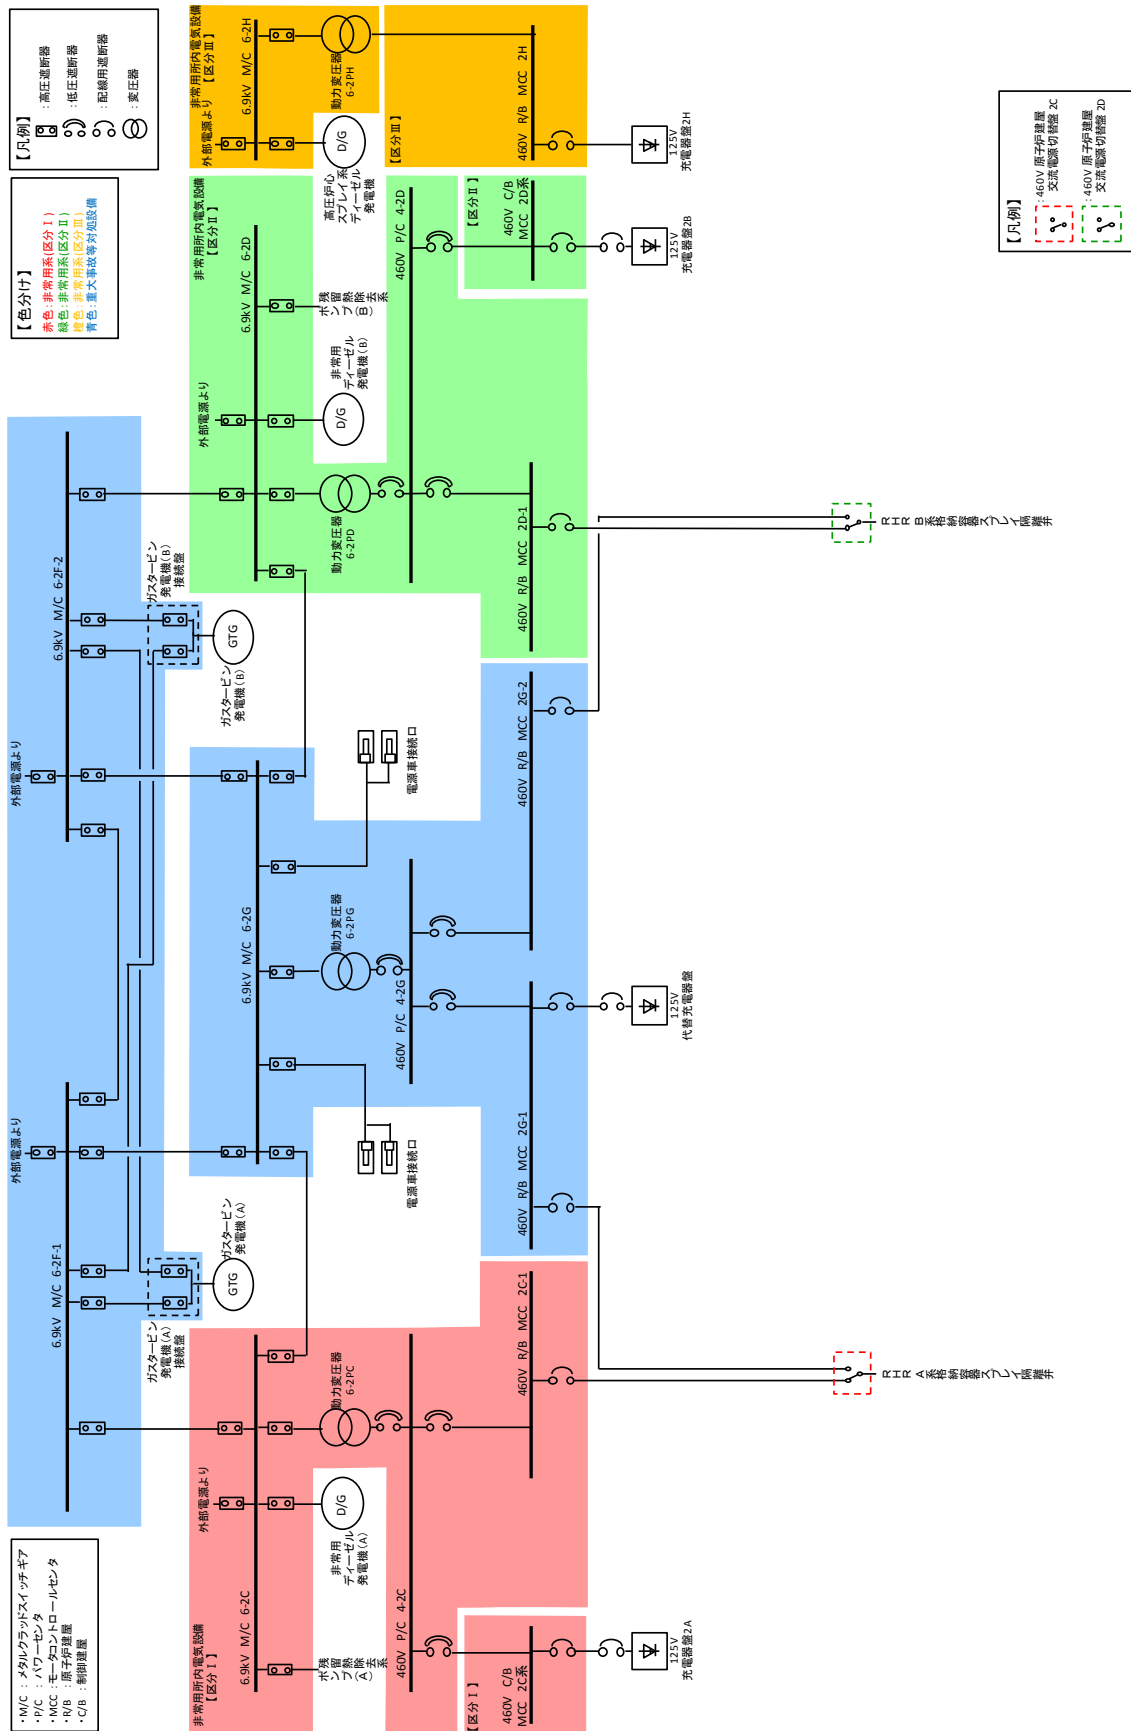 ・M/C ：メタルクラッドスイッチギア
・P/C ：パワーセンタ
・MCC：モータコントロールセンタ
・R/B ：原子炉建屋
・C/B ：制御建屋
【色分け】
赤色：非常用系(区分Ⅰ)
緑色：非常用系(区分Ⅱ)
橙色：非常用系(区分Ⅲ)
青色：重大事故等対処設備
【凡例】
：高圧遮断器
：低圧遮断器
：配線用遮断器
：変圧器
外部電源より
6.9kV M/C 6-2F-1
外部電源より
6.9kV M/C 6-2F-2
ガスタービン
発電機(A)
接続盤
GTG
ガスタービン
発電機(A)
ガスタービン
発電機(B)
接続盤
GTG
ガスタービン
発電機(B)
非常用所内電気設備
【区分Ⅰ】
外部電源より
6.9kV M/C 6-2C
残留熱除去系
ポンプ(A)
D/G
非常用
ディーゼル
発電機(A)
動力変圧器
6-2PC
460V P/C 4-2C
【区分Ⅰ】
460V C/B
MCC 2C系
460V R/B MCC 2C-1
125V
充電器盤2A
6.9kV M/C 6-2G
電源車接続口
動力変圧器
6-2PG
電源車接続口
460V P/C 4-2G
460V R/B MCC 2G-1
460V R/B MCC 2G-2
125V
代替充電器盤
非常用所内電気設備
【区分Ⅱ】
外部電源より
6.9kV M/C 6-2D
動力変圧器
6-2PD
D/G
非常用
ディーゼル
発電機(B)
残留熱除去系
ポンプ(B)
460V P/C 4-2D
460V R/B MCC 2D-1
【区分Ⅱ】
460V C/B
MCC 2D系
125V
充電器盤2B
非常用所内電気設備
【区分Ⅲ】
外部電源より
6.9kV M/C 6-2H
D/G
高圧炉心
スプレイ系
ディーゼル
発電機
動力変圧器
6-2PH
【区分Ⅲ】
460V R/B MCC 2H
125V
充電器盤2H
RHR A系格納容器スプレイ隔離弁
RHR B系格納容器スプレイ隔離弁
【凡例】
：460V 原子炉建屋
交流電源切替盤 2C
：460V 原子炉建屋
交流電源切替盤 2D